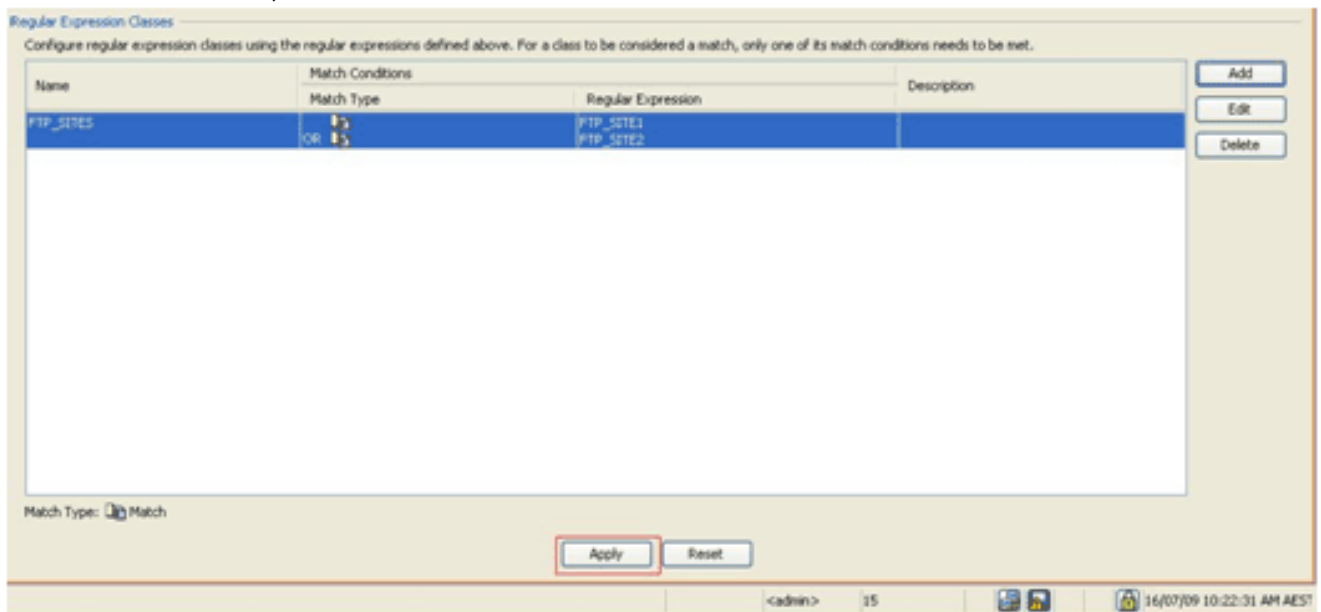 Regular Expression Classes
Configure regular expression classes using the regular expressions defined above. For a class to be considered a match, only one of its match conditions needs to be met.
Name
Match Conditions
Description
Match Type
Regular Expression
FTP_SITES
FTP_SITE1
OR
FTP_SITE2
Add
Edit
Delete
Match Type: Match
Apply
Reset
<admin>
15
16/07/09 10:22:31 AM AEST